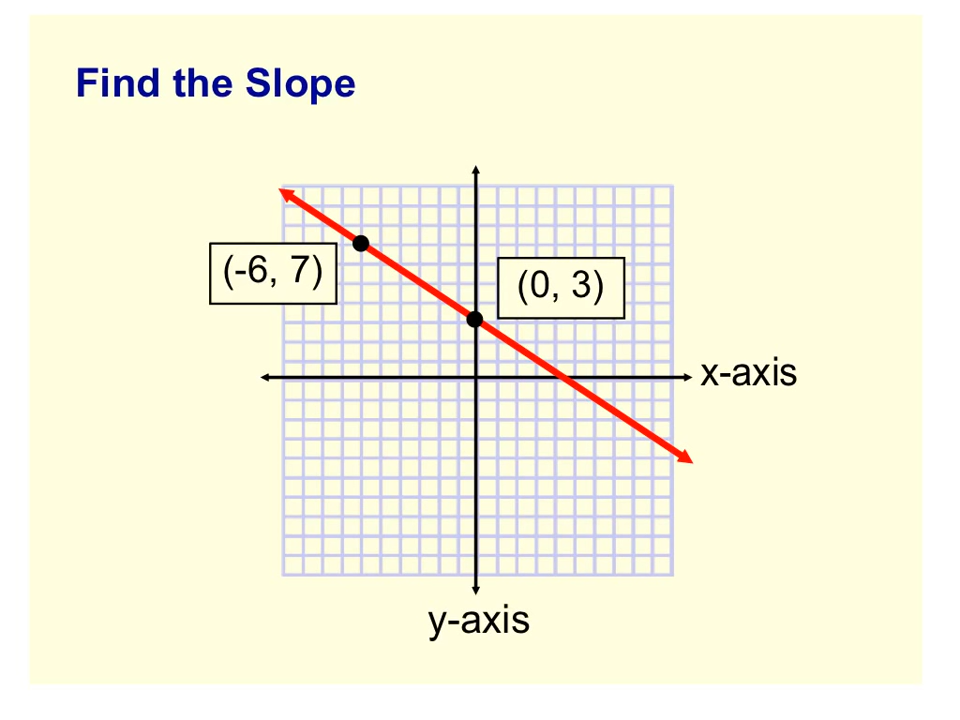 Find the Slope
(-6, 7)
(0, 3)
x-axis
y-axis